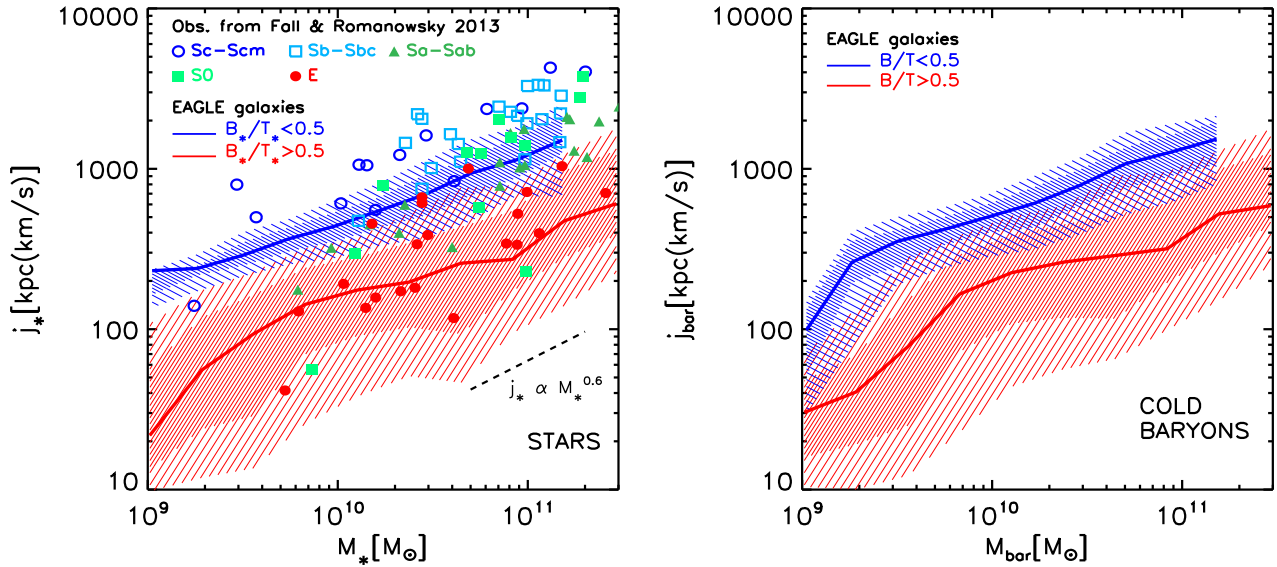 10000
1000
100
10
j*[kpc(km/s)]
Obs. from Fall & Romanowsky 2013
Sc−Scm Sb−Sbc Sa−Sab
S0 E
EAGLE galaxies
B*/T*<0.5
B*/T*>0.5
j* α M*^0.6
STARS
10^9 10^10 10^11
M*[M⊙]
10000
1000
100
10
jbar[kpc(km/s)]
EAGLE galaxies
B/T<0.5
B/T>0.5
COLD
BARYONS
10^9 10^10 10^11
Mbar[M⊙]